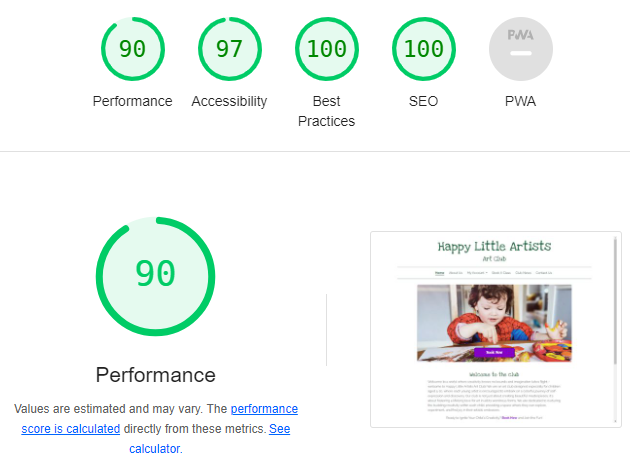 90
97
100
100
PWA
Performance
Accessibility
Best
Practices
SEO
PWA
90
Performance
Values are estimated and may vary. The performance
score is calculated directly from these metrics. See
calculator.
Happy Little Artists
Art Club
Home About Us My Account Book A Class Club News Contact Us
Book Now
Welcome To The Club